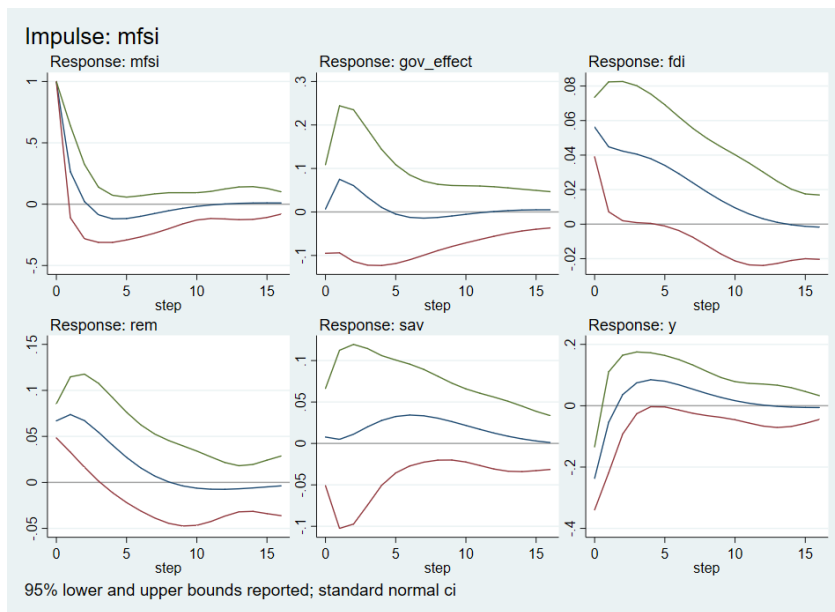 Impulse: mfsi
Response: mfsi
1
.5
0
-.5
0 5 10 15
step
Response: gov_effect
.3
.2
.1
0
-.1
0 5 10 15
step
Response: fdi
.08
.06
.04
.02
0
-.02
0 5 10 15
step
Response: rem
.15
.1
.05
0
-.05
0 5 10 15
step
Response: sav
.1
.05
0
-.05
-.1
0 5 10 15
step
Response: y
.2
0
-.2
-.4
0 5 10 15
step
95% lower and upper bounds reported; standard normal ci